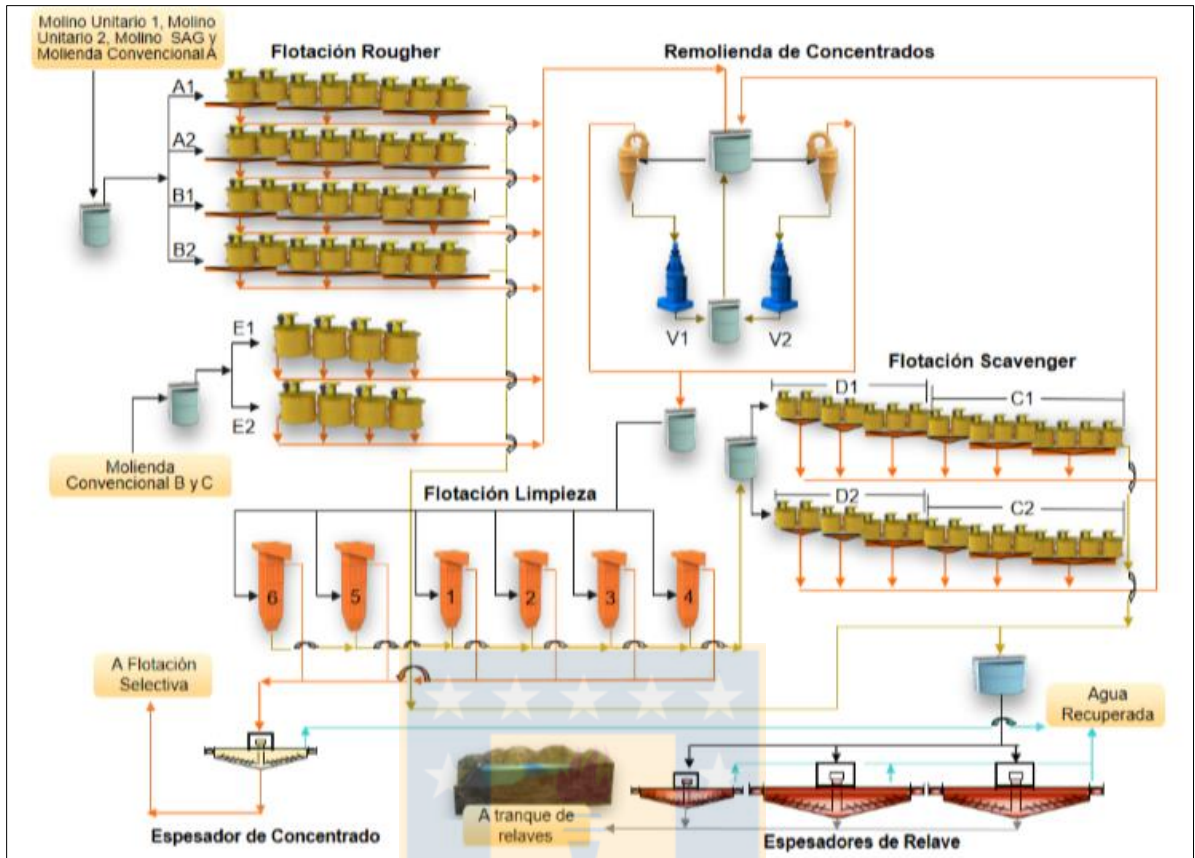 Molino Unitario 1, Molino
Unitario 2, Molino SAG y
Molienda Convencional A
Flotación Rougher
Remolienda de Concentrados
A1
A2
B1
B2
E1
E2
V1
V2
Molienda
Convencional B y C
Flotación Scavenger
D1
C1
D2
C2
Flotación Limpieza
6
5
1
2
3
4
A Flotación
Selectiva
Agua
Recuperada
A tranque de
relaves
Espesador de Concentrado
Espesadores de Relave